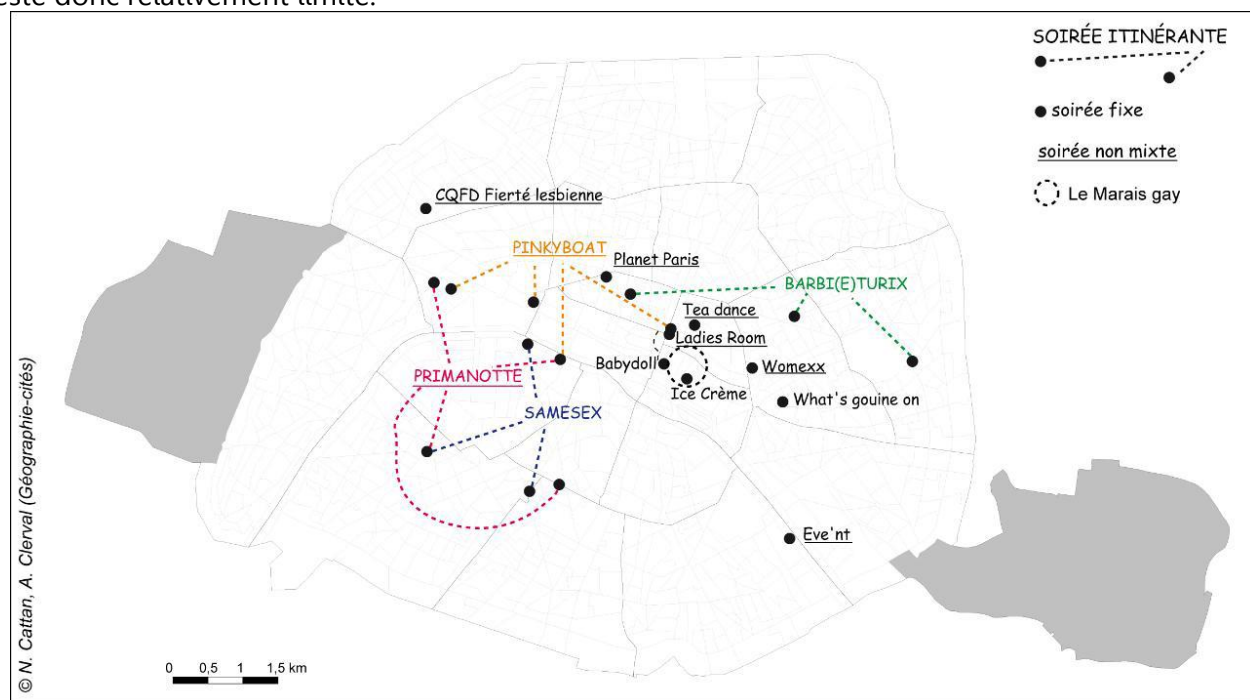 este donc relativement limité.
SOIRÉE ITINÉRANTE
soirée fixe
soirée non mixte
Le Marais gay
CQFD Fierté lesbienne
PINKYBOAT
Planet Paris
BARBI(E)TURIX
Tea dance
Ladies Room
Babydoll
Womexx
PRIMANOTTE
Ice Crème
What's gouine on
SAMESEX
Eve'nt
0 0,5 1 1,5 km
© N. Cattan, A. Clerval (Géographie-cités)